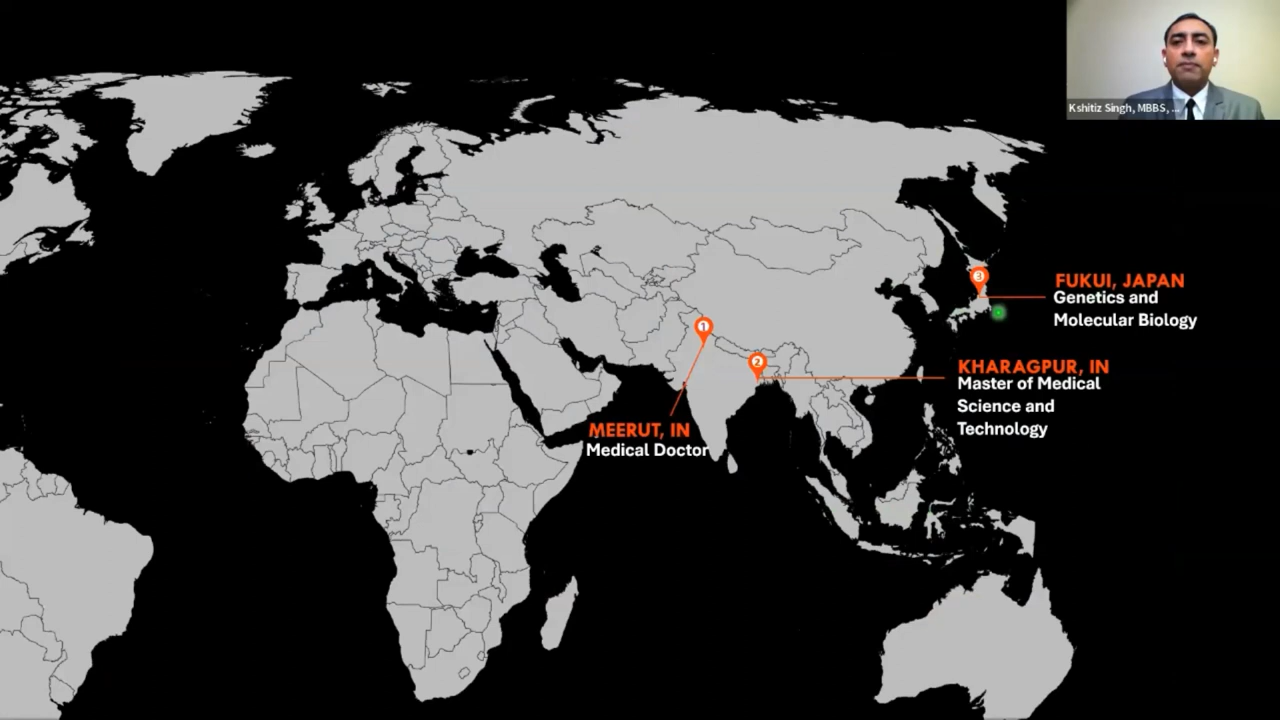 Kshitiz Singh, MBBS, ...
3
FUKUI, JAPAN
Genetics and
Molecular Biology
1
2
KHARAGPUR, IN
Master of Medical
Science and
Technology
MEERUT, IN
Medical Doctor